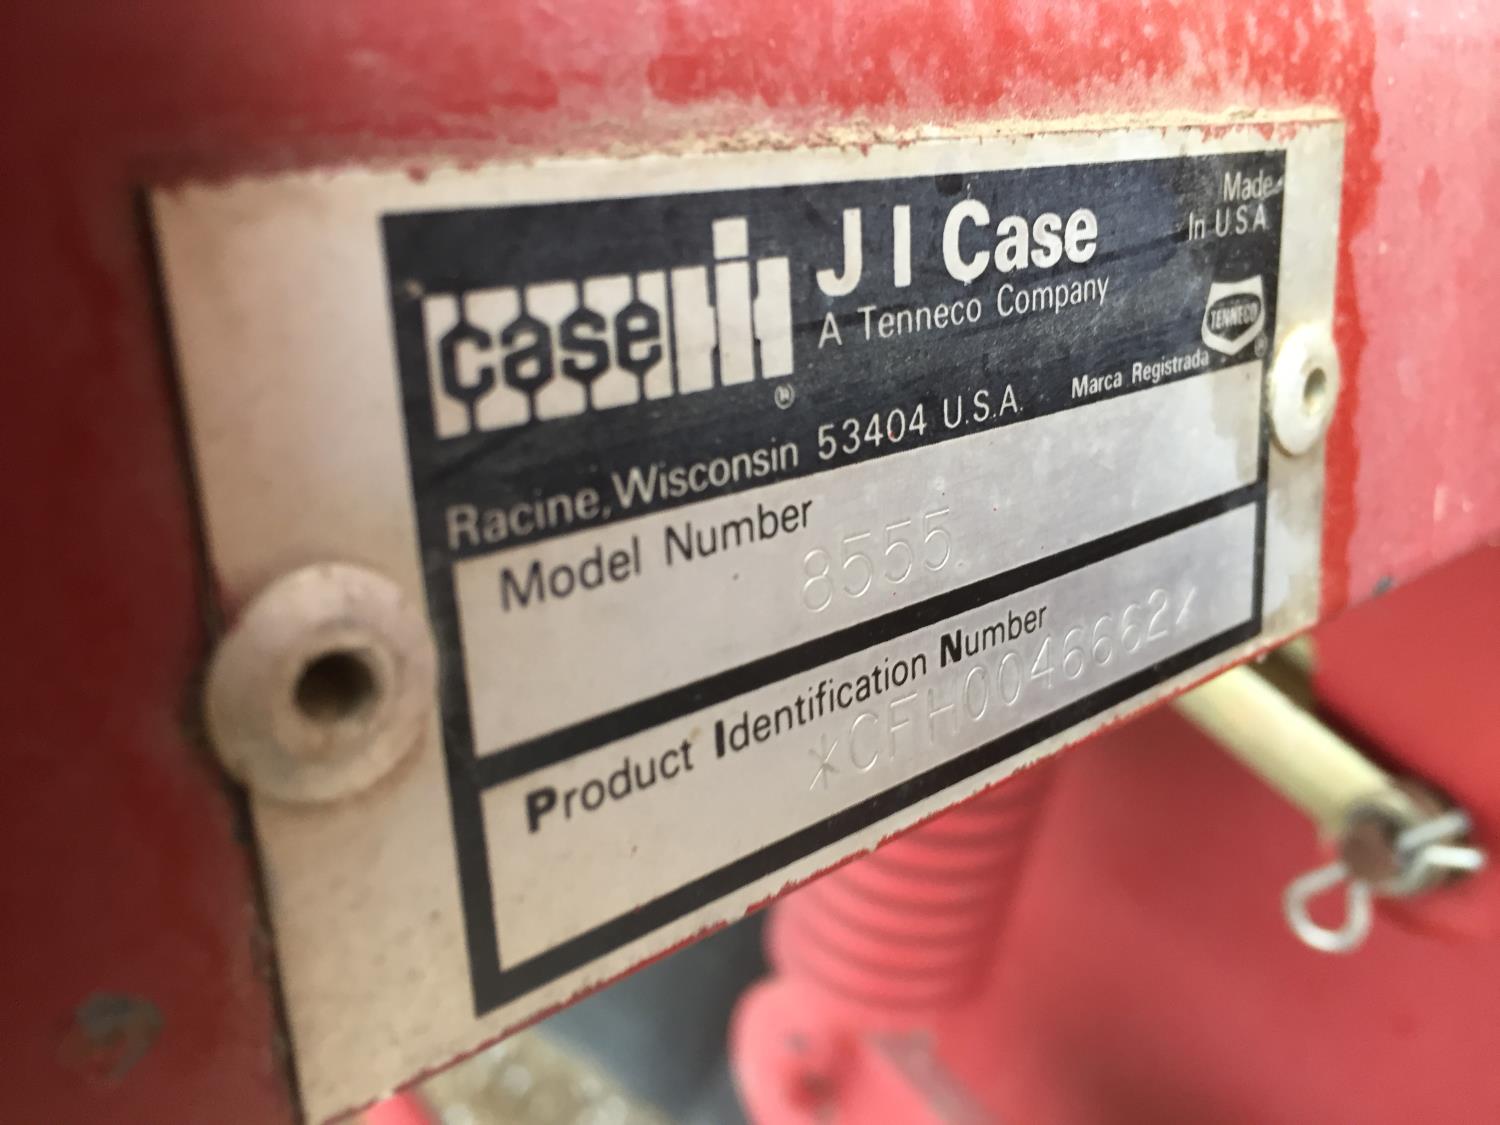 case IH ®
J I Case
A Tenneco Company
Made
In U.S.A.
TENNECO ®
Racine, Wisconsin 53404 U.S.A. Marca Registrada
Model Number
8555
Product Identification Number
*CFH0046662*